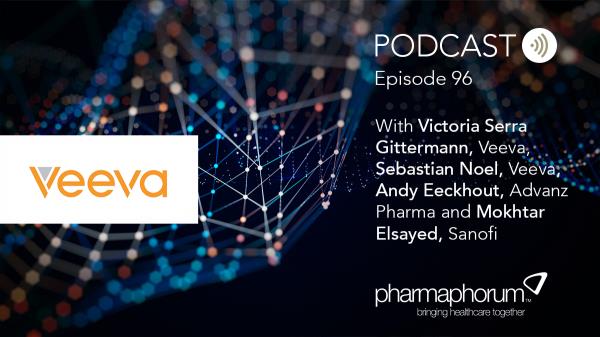 PODCAST
Episode 96
With Victoria Serra
Gittermann, Veeva,
Sebastian Noel, Veeva,
Andy Eeckhout, Advanz
Pharma and Mokhtar
Elsayed, Sanofi
Veeva
pharmaphorum™
bringing healthcare together